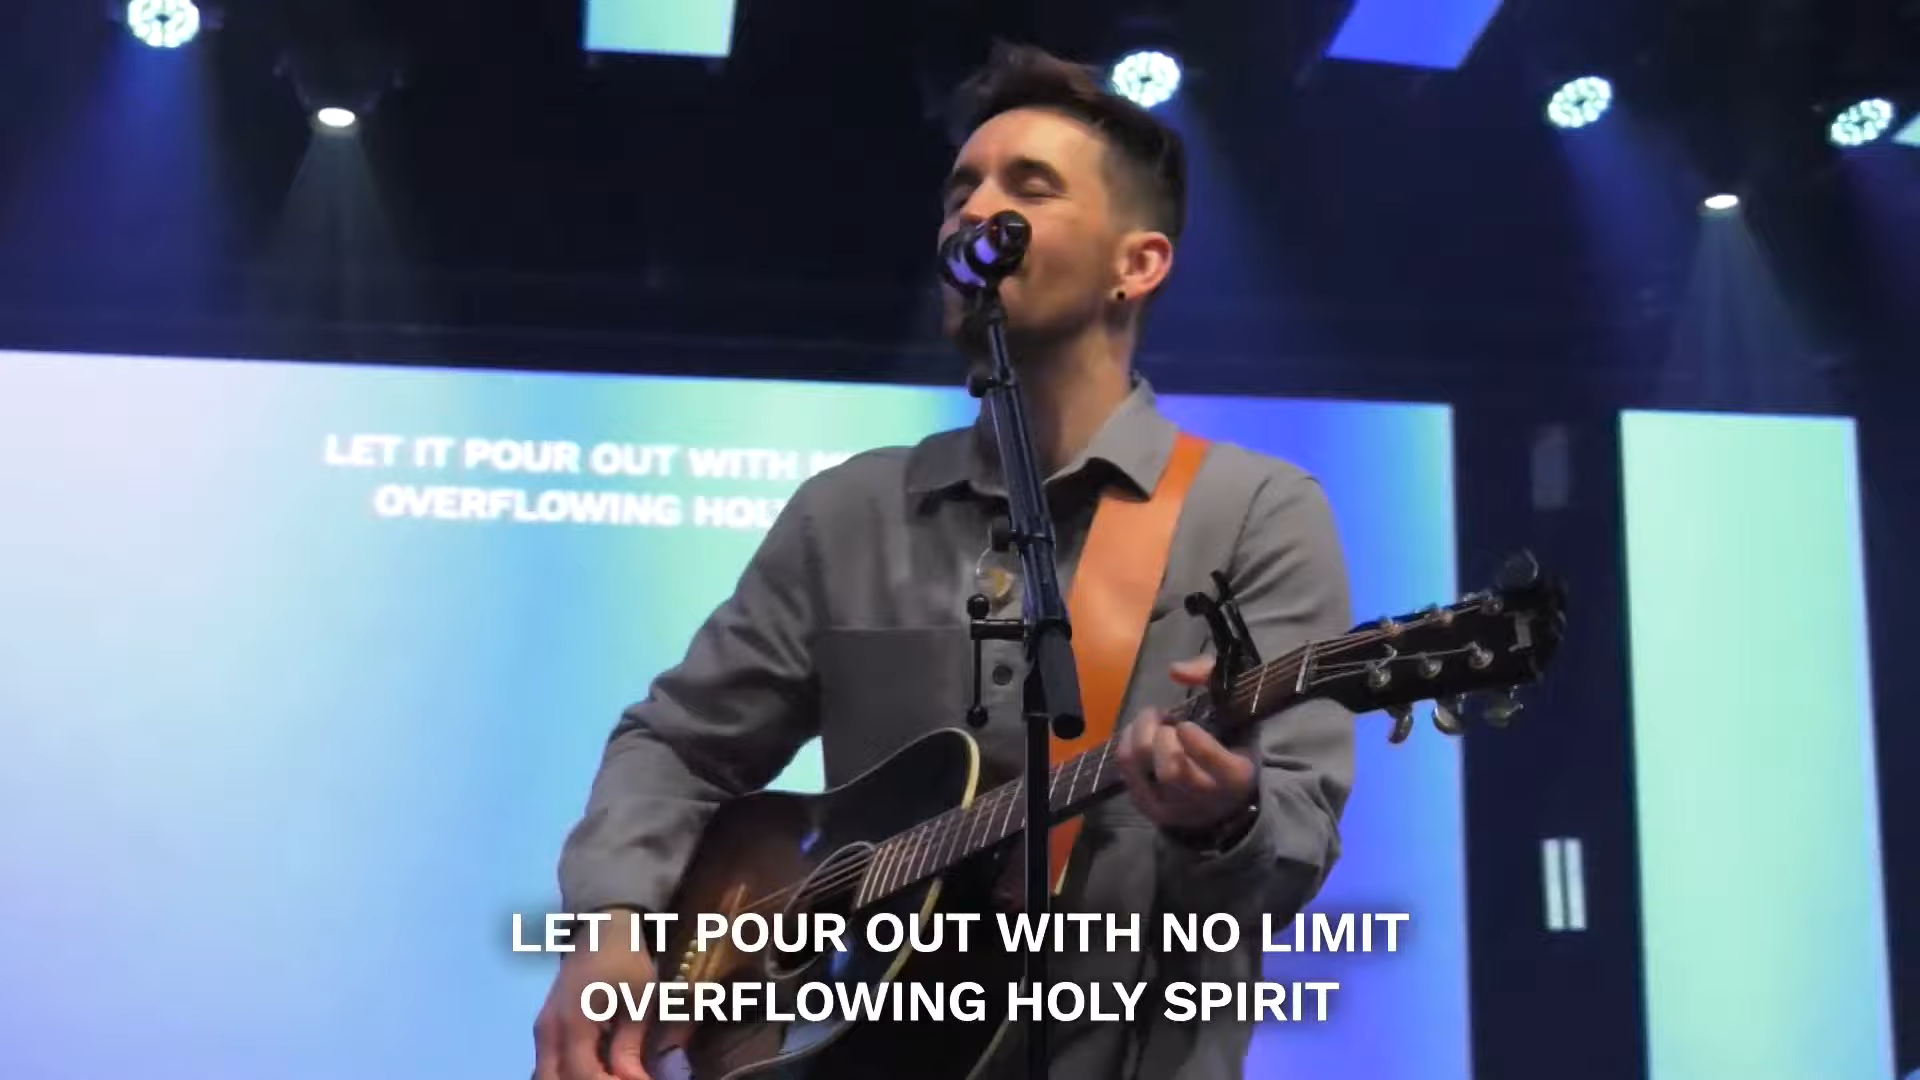 LET IT POUR OUT WITH
OVERFLOWING
LET IT POUR OUT WITH NO LIMIT
OVERFLOWING HOLY SPIRIT